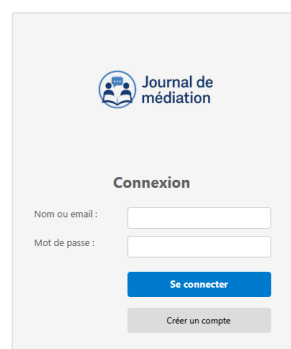 Journal de
médiation
Connexion
Nom ou email :
Mot de passe :
Se connecter
Créer un compte